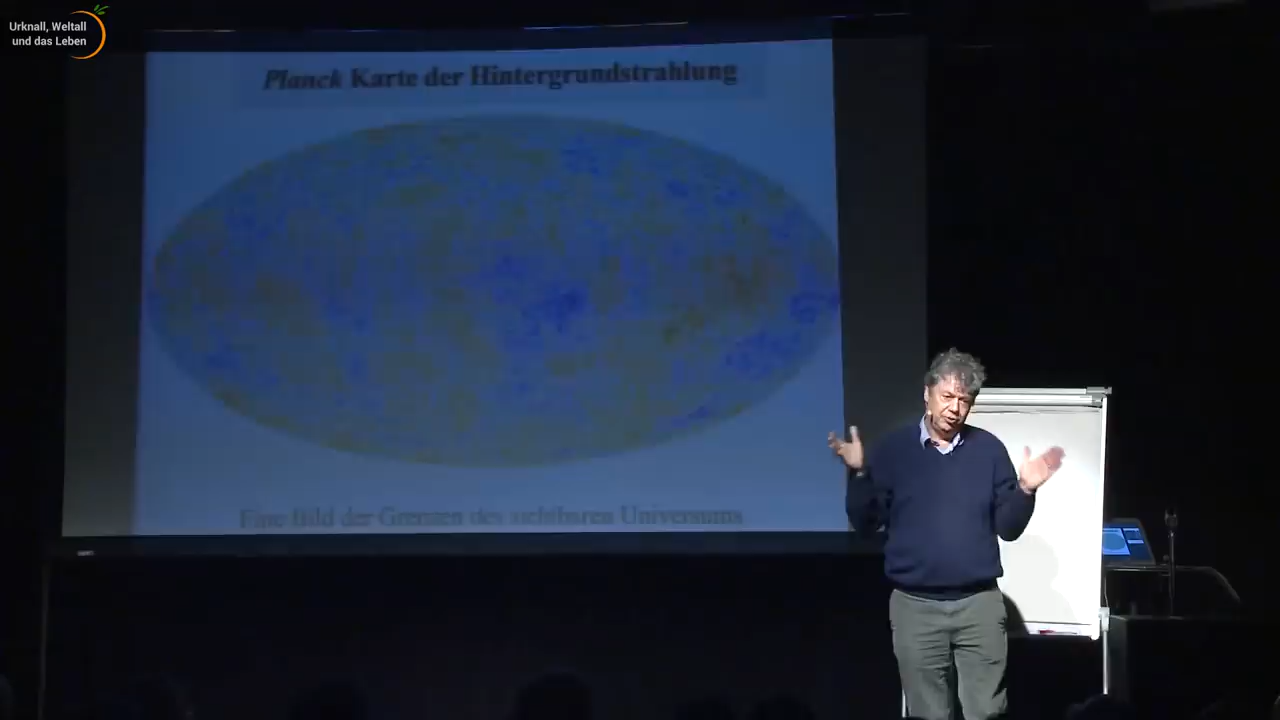 Urknall, Weltall
und das Leben
Planck Karte der Hintergrundstrahlung
Eine Bild der Grenzen des sichtbaren Universums